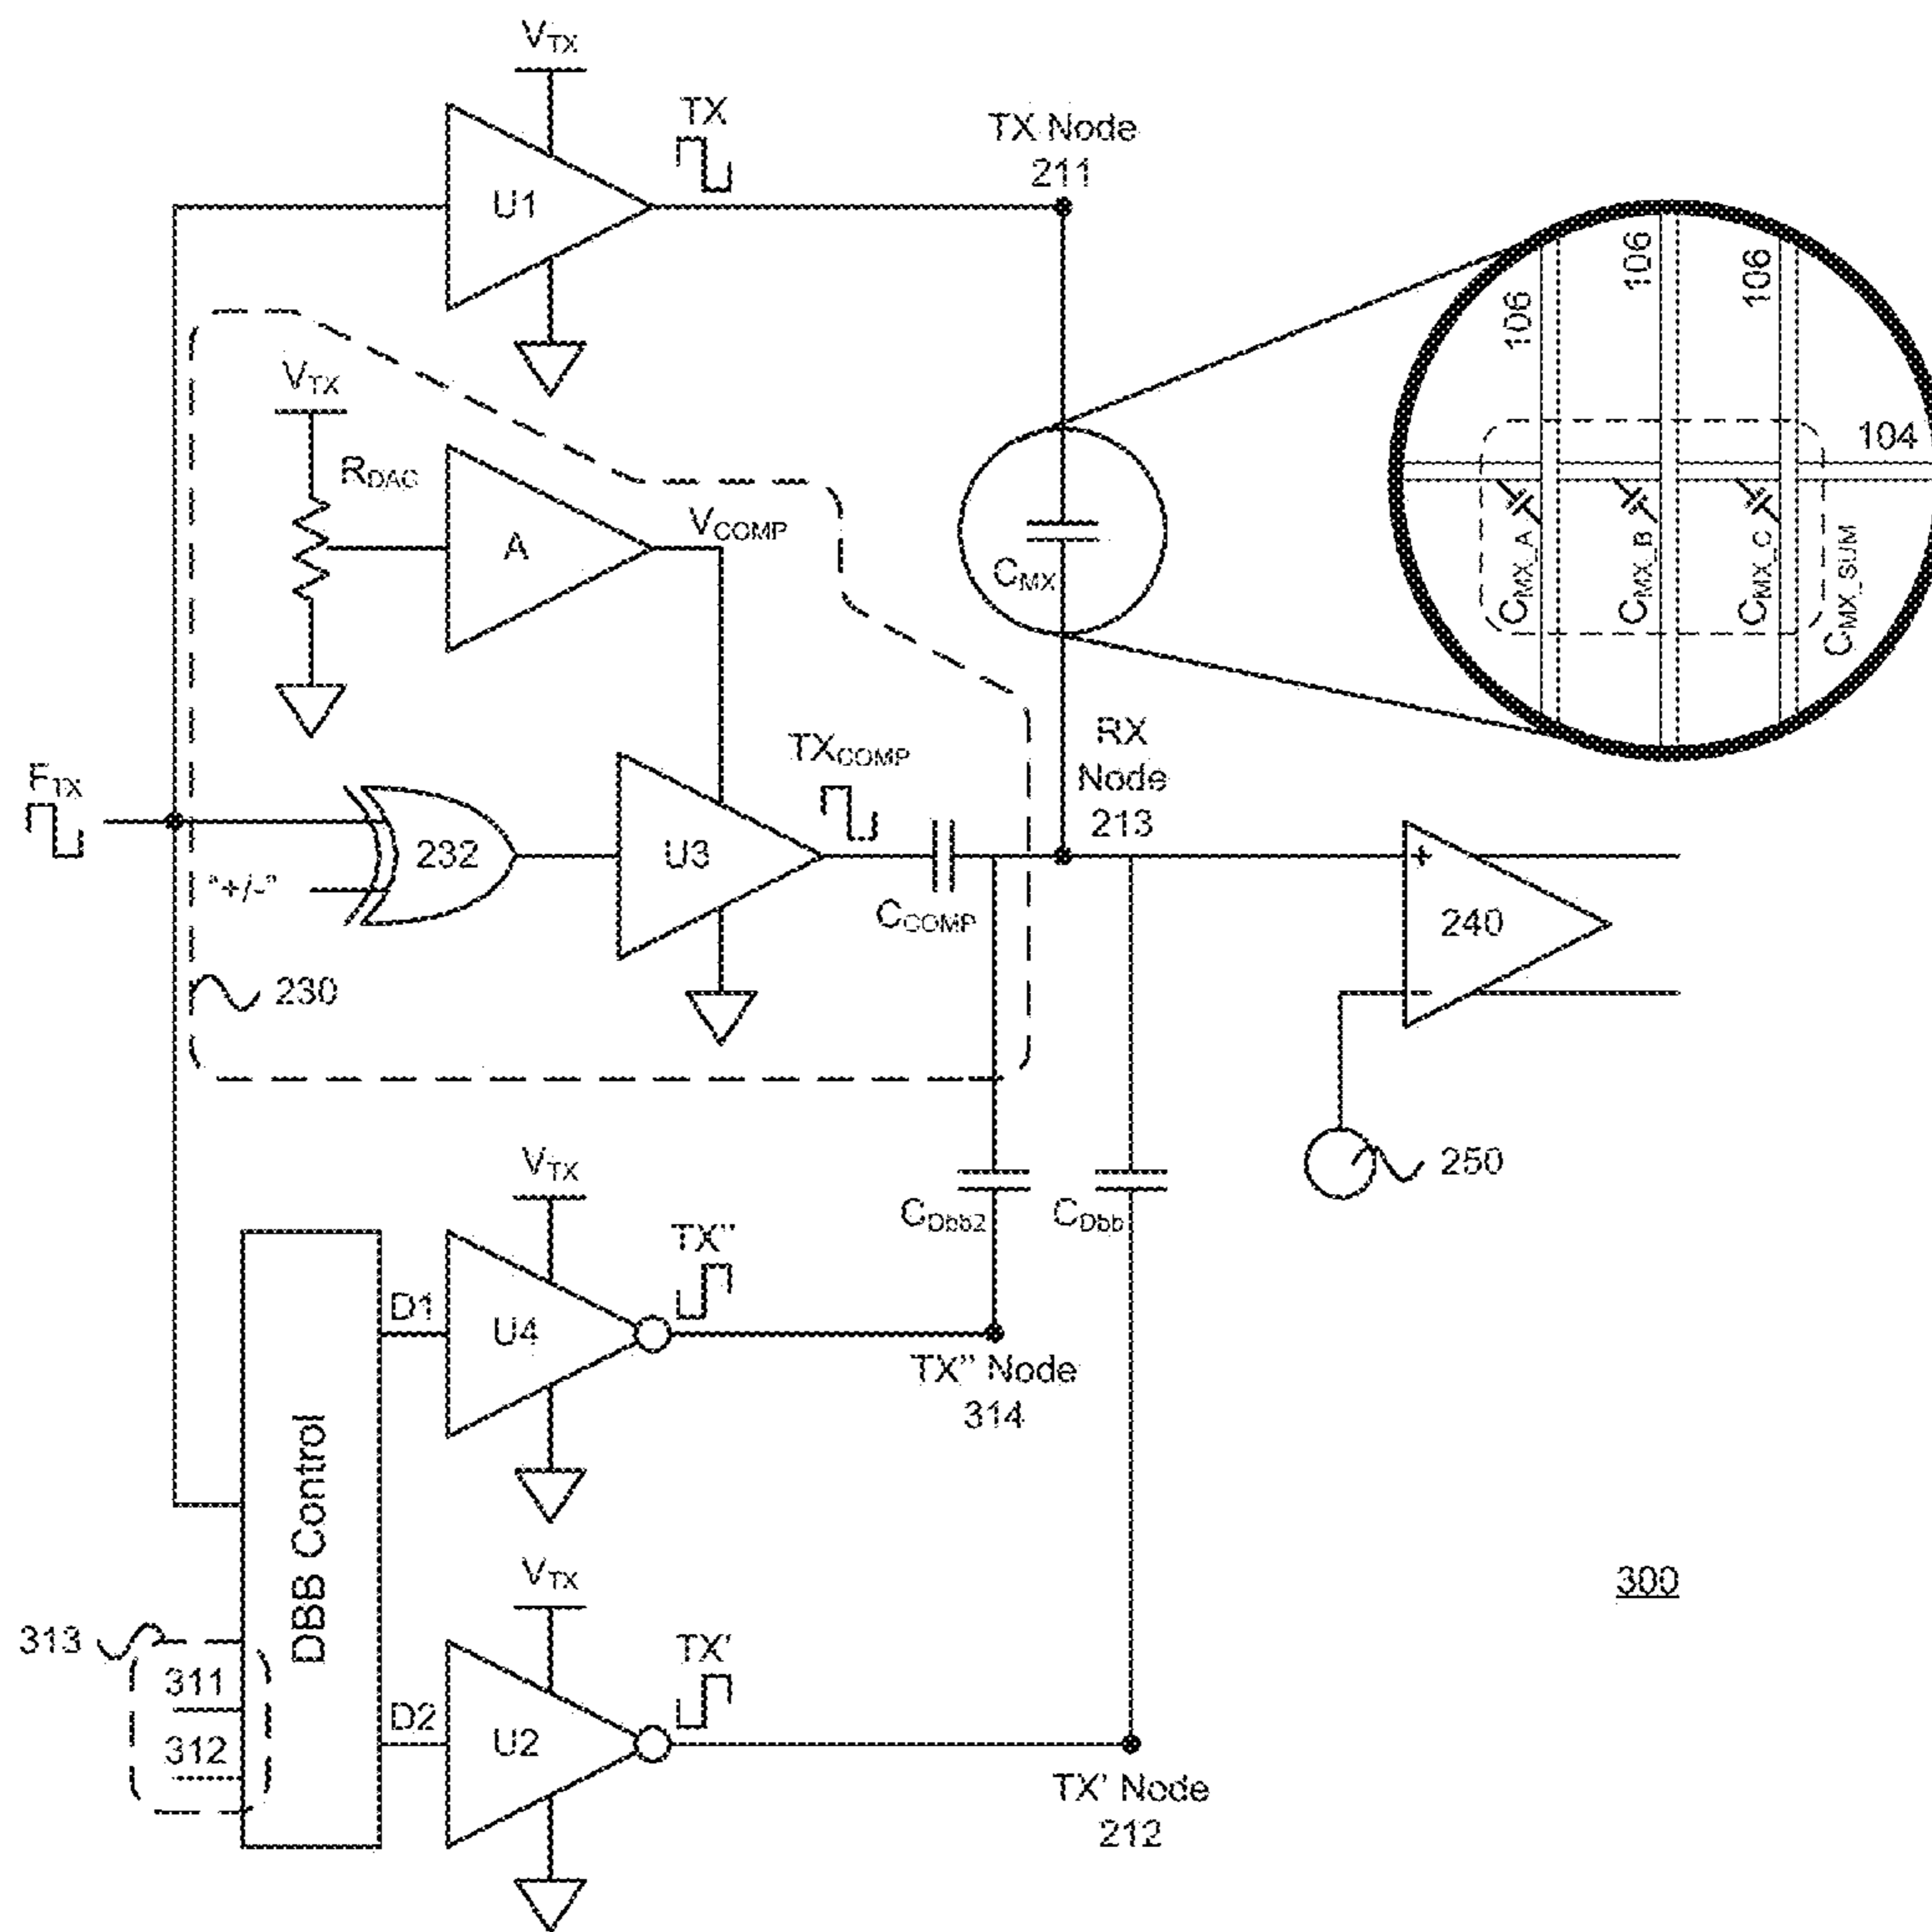 VTX
TX
TX Node
211
U1
106
106
106
104
CMX_A
CMX_B
CMX_C
CMX_SUM
VTX
RDAC
A
VCOMP
CMX
FTX
"+/-"
232
U3
TXCOMP
CCOMP
RX
Node
213
+
-
240
230
250
VTX
TX"
CDbb2
CDbb
D1
U4
TX" Node
314
DBB Control
VTX
TX'
313
311
312
D2
U2
TX' Node
212
300